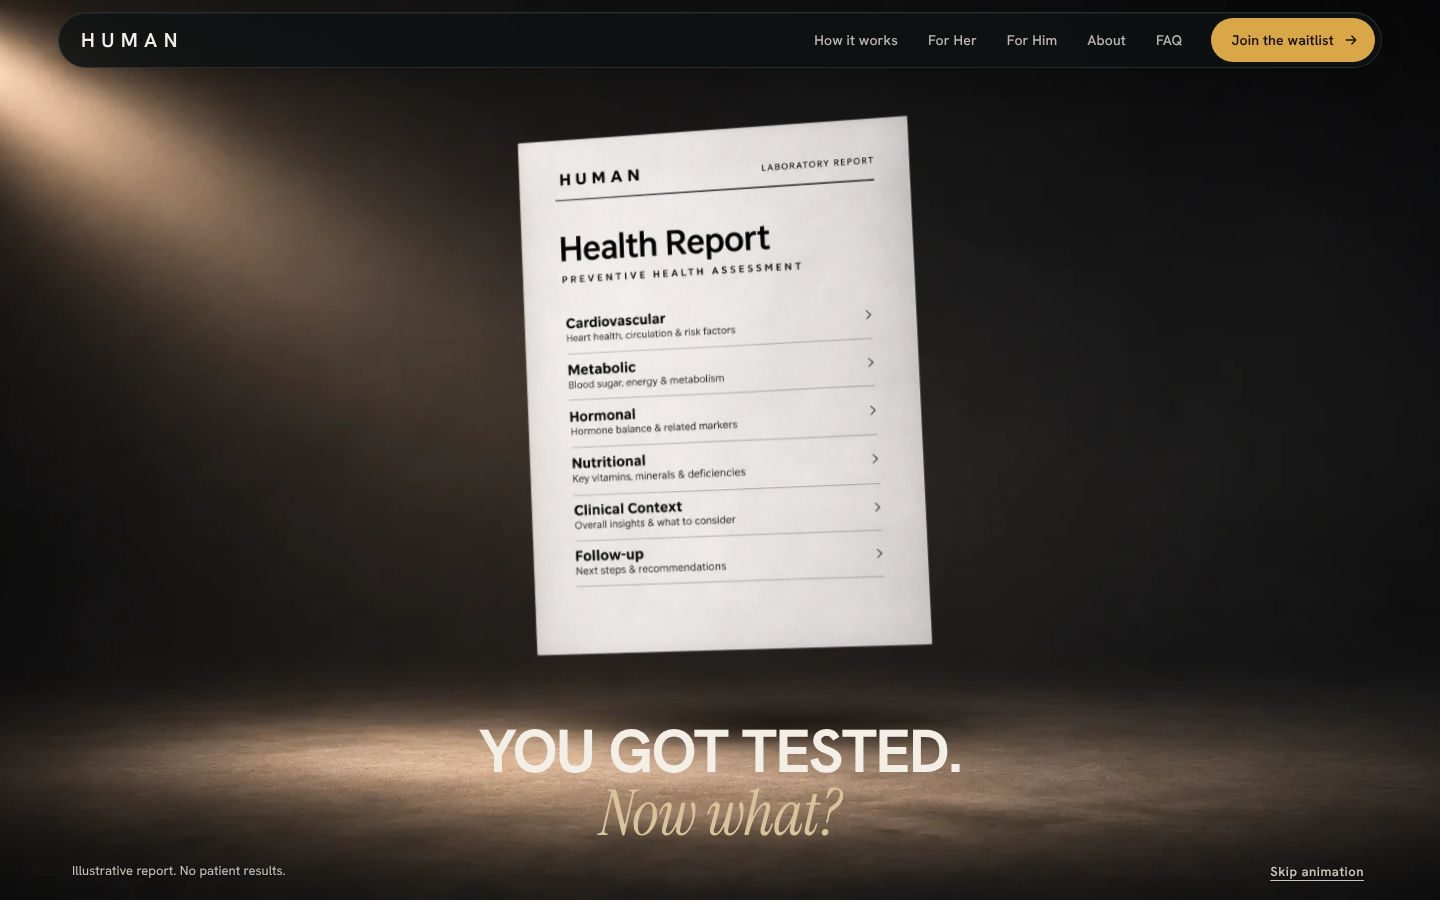 HUMAN
How it works
For Her
For Him
About
FAQ
Join the waitlist →
HUMAN
LABORATORY REPORT
Health Report
PREVENTIVE HEALTH ASSESSMENT
Cardiovascular
Heart health, circulation & risk factors
Metabolic
Blood sugar, energy & metabolism
Hormonal
Hormone balance & related markers
Nutritional
Key vitamins, minerals & deficiencies
Clinical Context
Overall insights & what to consider
Follow-up
Next steps & recommendations
YOU GOT TESTED.
Now what?
Illustrative report. No patient results.
Skip animation